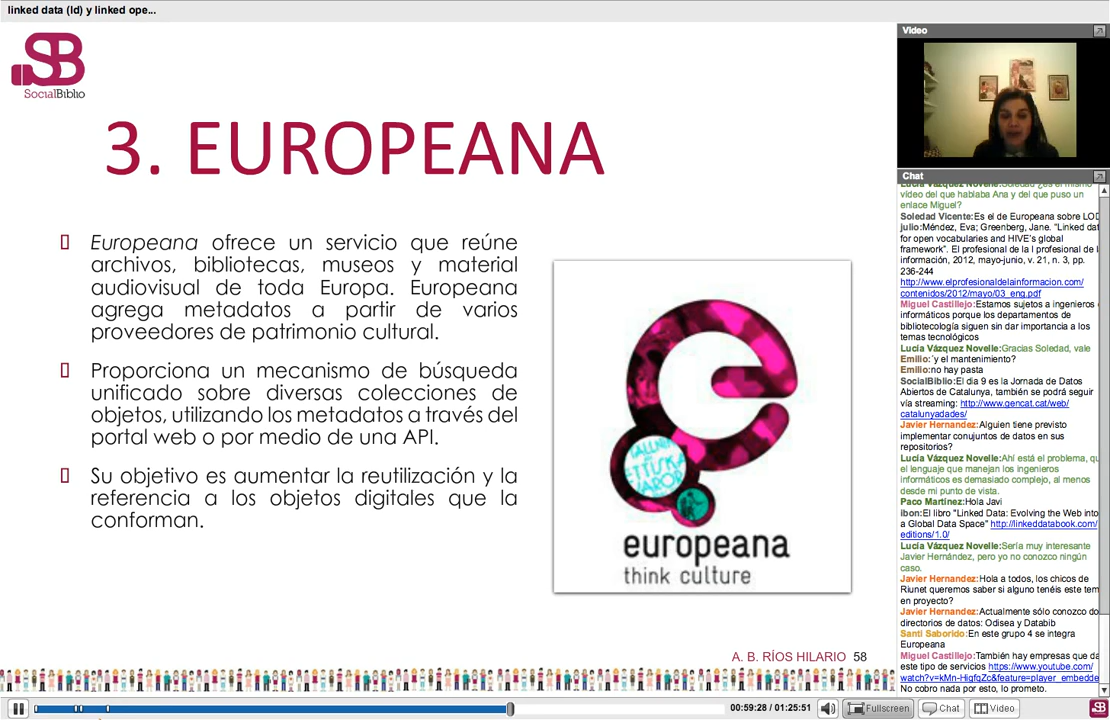 linked data (ld) y linked ope...
SB
SocialBiblio
3. EUROPEANA
Europeana ofrece un servicio que reúne
archivos, bibliotecas, museos y material
audiovisual de toda Europa. Europeana
agrega metadatos a partir de varios
proveedores de patrimonio cultural.
Proporciona un mecanismo de búsqueda
unificado sobre diversas colecciones de
objetos, utilizando los metadatos a través del
portal web o por medio de una API.
Su objetivo es aumentar la reutilización y la
referencia a los objetos digitales que la
conforman.
europeana
think culture
A. B. RÍOS HILARIO 58
Video
Chat
Lucía Vázquez Novelle:Soledad ¿es el mismo
vídeo del que hablaba Ana y del que puso un
enlace Miguel?
Soledad Vicente:Es el de Europeana sobre LOD
julio:Méndez, Eva; Greenberg, Jane. "Linked dat
for open vocabularies and HIVE's global
framework". El profesional de la I profesional de l
información, 2012, mayo-junio, v. 21, n. 3, pp.
236-244
http://www.elprofesionaldelainformacion.com/
contenidos/2012/mayo/03_eng.pdf
Miguel Castillejo:Estamos sujetos a ingenieros
informáticos porque los departamentos de
bibliotecología siguen sin dar importancia a los
temas tecnológicos
Lucía Vázquez Novelle:Gracias Soledad, vale
Emilio:´y el mantenimiento?
Emilio:no hay pasta
SocialBiblio:El dia 9 es la Jornada de Datos
Abiertos de Catalunya, también se podrá seguir
vía streaming: http://www.gencat.cat/web/
catalunyadades/
Javier Hernandez:Alguien tiene previsto
implementar conjuntos de datos en sus
repositorios?
Lucía Vázquez Novelle:Ahí está el problema, qu
el lenguaje que manejan los ingenieros
informáticos es demasiado complejo, al menos
desde mi punto de vista.
Paco Martínez:Hola Javi
ibon:El libro "Linked Data: Evolving the Web into
a Global Data Space" http://linkeddatabook.com/
editions/1.0/
Lucía Vázquez Novelle:Sería muy interesante
Javier Hernández, pero yo no conozco ningún
caso.
Javier Hernandez:Hola a todos, los chicos de
Riunet queremos saber si alguno tenéis este tem
en proyecto?
Javier Hernandez:Actualmente sólo conozco do
directorios de datos: Odisea y Databib
Santi Saborido:En este grupo 4 se integra
Europeana
Miguel Castillejo:También hay empresas que da
este tipo de servicios https://www.youtube.com/
watch?v=kMn-HigfqZc&feature=player_embedde
No cobro nada por esto, lo prometo.
00:59:28 / 01:25:51
Fullscreen
Chat
Video
SB